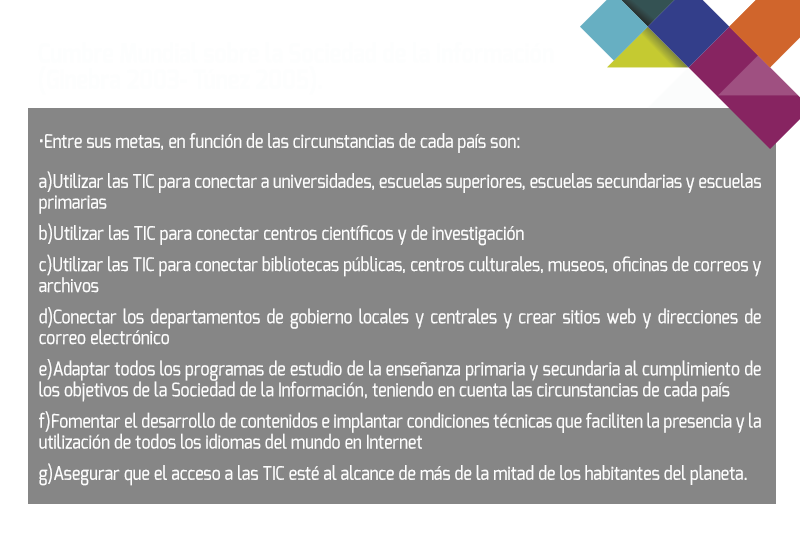 •Entre sus metas, en función de las circunstancias de cada país son:
a)Utilizar las TIC para conectar a universidades, escuelas superiores, escuelas secundarias y escuelas
primarias
b)Utilizar las TIC para conectar centros científicos y de investigación
c)Utilizar las TIC para conectar bibliotecas públicas, centros culturales, museos, oficinas de correos y
archivos
d)Conectar los departamentos de gobierno locales y centrales y crear sitios web y direcciones de
correo electrónico
e)Adaptar todos los programas de estudio de la enseñanza primaria y secundaria al cumplimiento de
los objetivos de la Sociedad de la Información, teniendo en cuenta las circunstancias de cada país
f)Fomentar el desarrollo de contenidos e implantar condiciones técnicas que faciliten la presencia y la
utilización de todos los idiomas del mundo en Internet
g)Asegurar que el acceso a las TIC esté al alcance de más de la mitad de los habitantes del planeta.